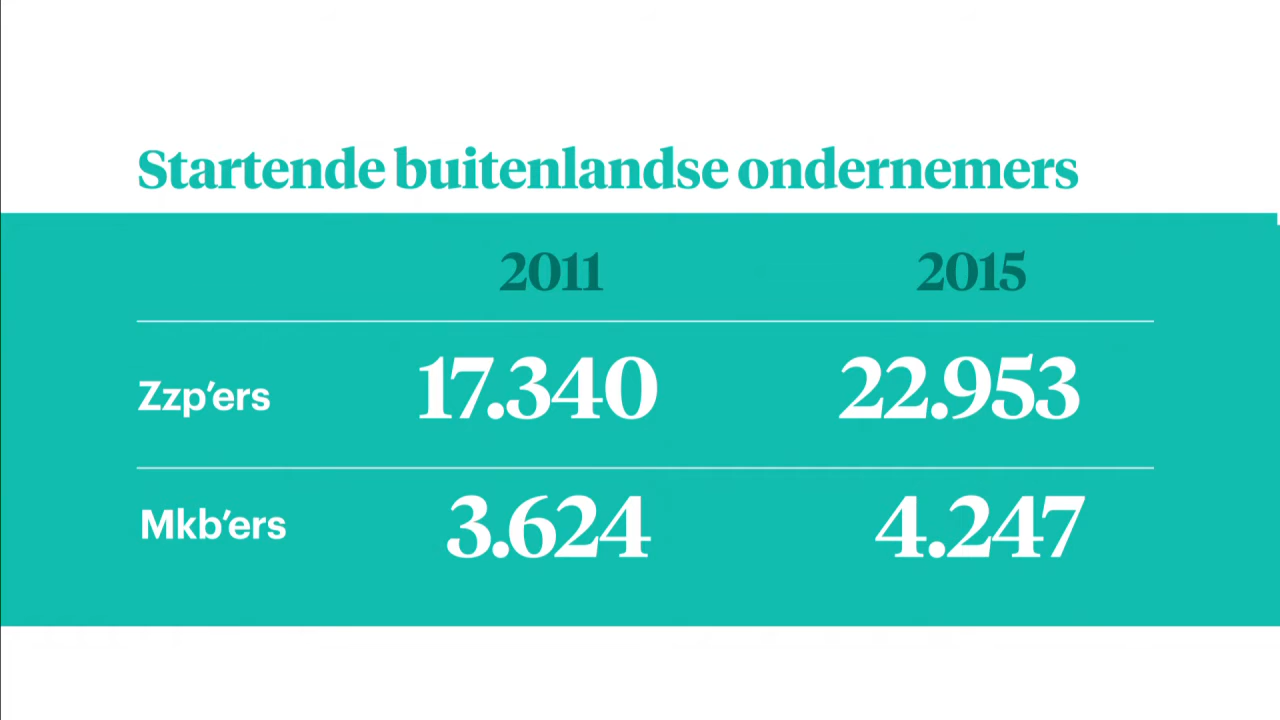 Startende buitenlandse ondernemers
2011 2015
Zzp’ers 17.340 22.953
Mkb’ers 3.624 4.247